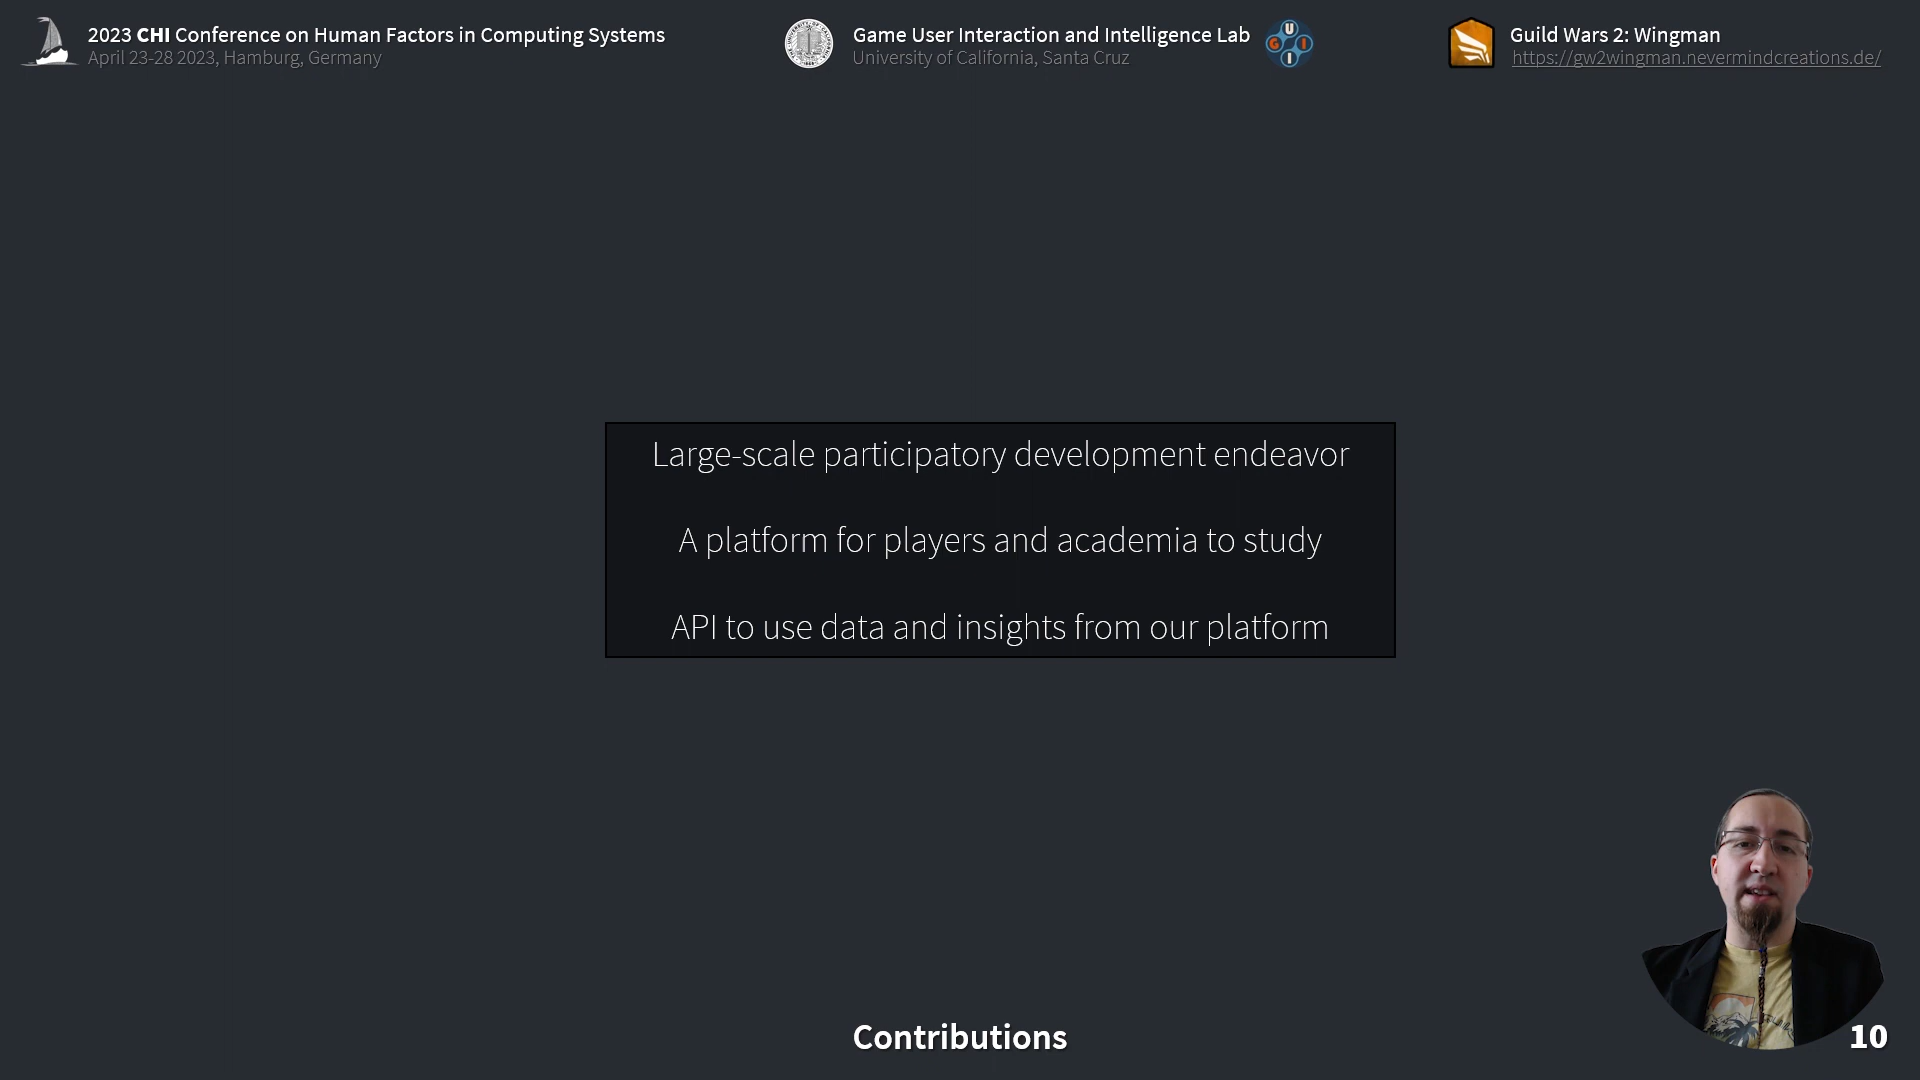 2023 CHI Conference on Human Factors in Computing Systems
April 23-28 2023, Hamburg, Germany
Game User Interaction and Intelligence Lab
University of California, Santa Cruz
U
G I
I
Guild Wars 2: Wingman
https://gw2wingman.nevermindcreations.de/
Large-scale participatory development endeavor
A platform for players and academia to study
API to use data and insights from our platform
Contributions
10